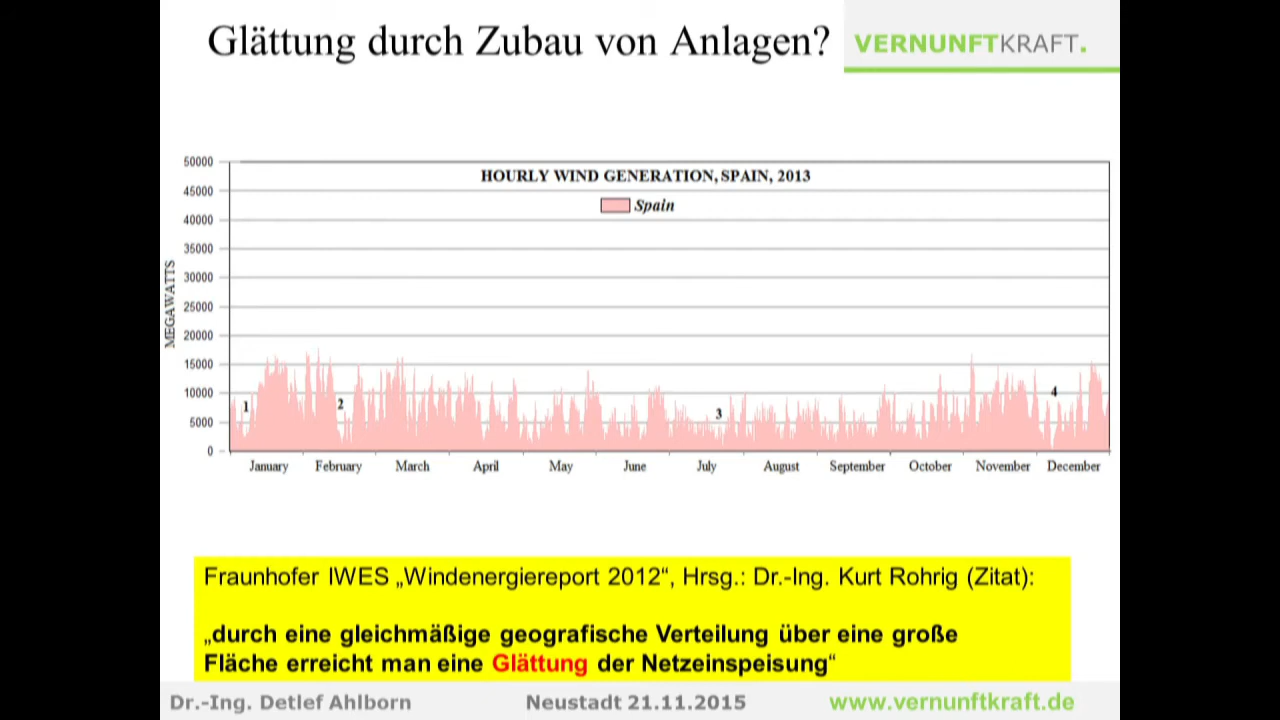 Glättung durch Zubau von Anlagen?
VERNUNFTKRAFT.
HOURLY WIND GENERATION, SPAIN, 2013
Spain
MEGAWATTS
50000
45000
40000
35000
30000
25000
20000
15000
10000
5000
0
1
2
3
4
January February March April May June July August September October November December
Fraunhofer IWES „Windenergiereport 2012“, Hrsg.: Dr.-Ing. Kurt Rohrig (Zitat):
„durch eine gleichmäßige geografische Verteilung über eine große
Fläche erreicht man eine Glättung der Netzeinspeisung“
Dr.-Ing. Detlef Ahlborn Neustadt 21.11.2015 www.vernunftkraft.de